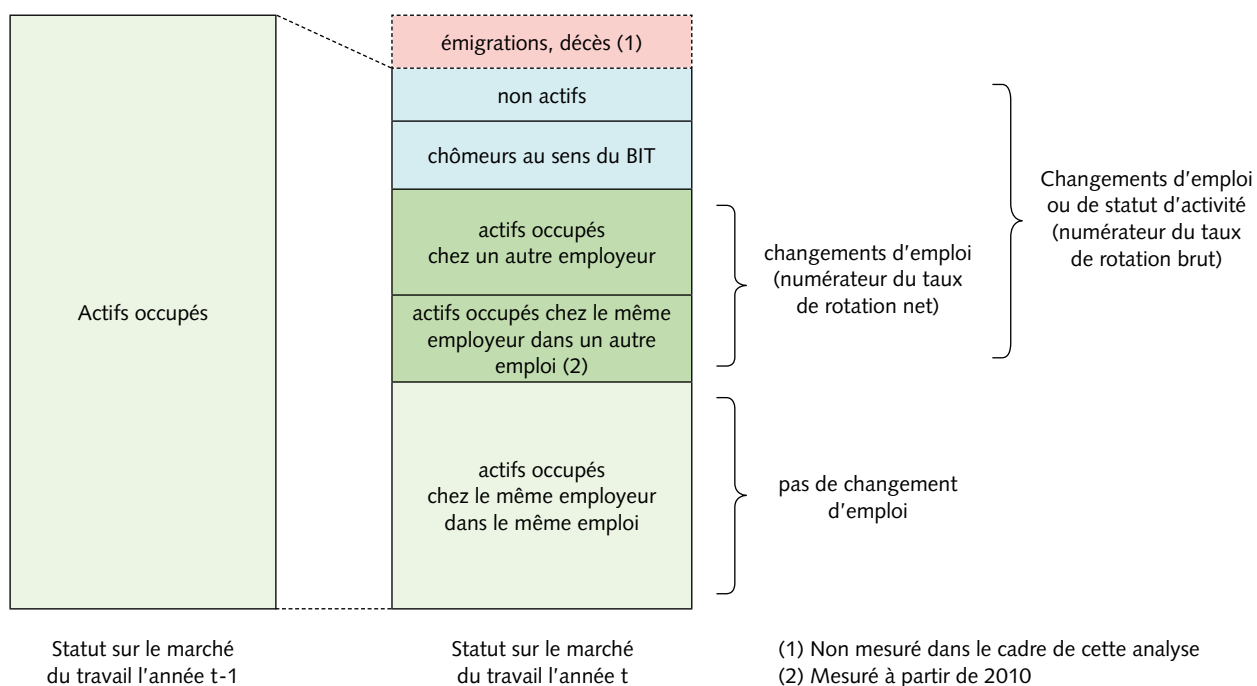 Actifs occupés
émigrations, décès (1)
non actifs
chômeurs au sens du BIT
actifs occupés
chez un autre employeur
actifs occupés chez le même
employeur dans un autre
emploi (2)
actifs occupés
chez le même employeur
dans le même emploi
changements d'emploi
(numérateur du taux
de rotation net)
pas de changement
d'emploi
Changements d'emploi
ou de statut d'activité
(numérateur du taux
de rotation brut)
Statut sur le marché
du travail l'année t-1
Statut sur le marché
du travail l'année t
(1) Non mesuré dans le cadre de cette analyse
(2) Mesuré à partir de 2010